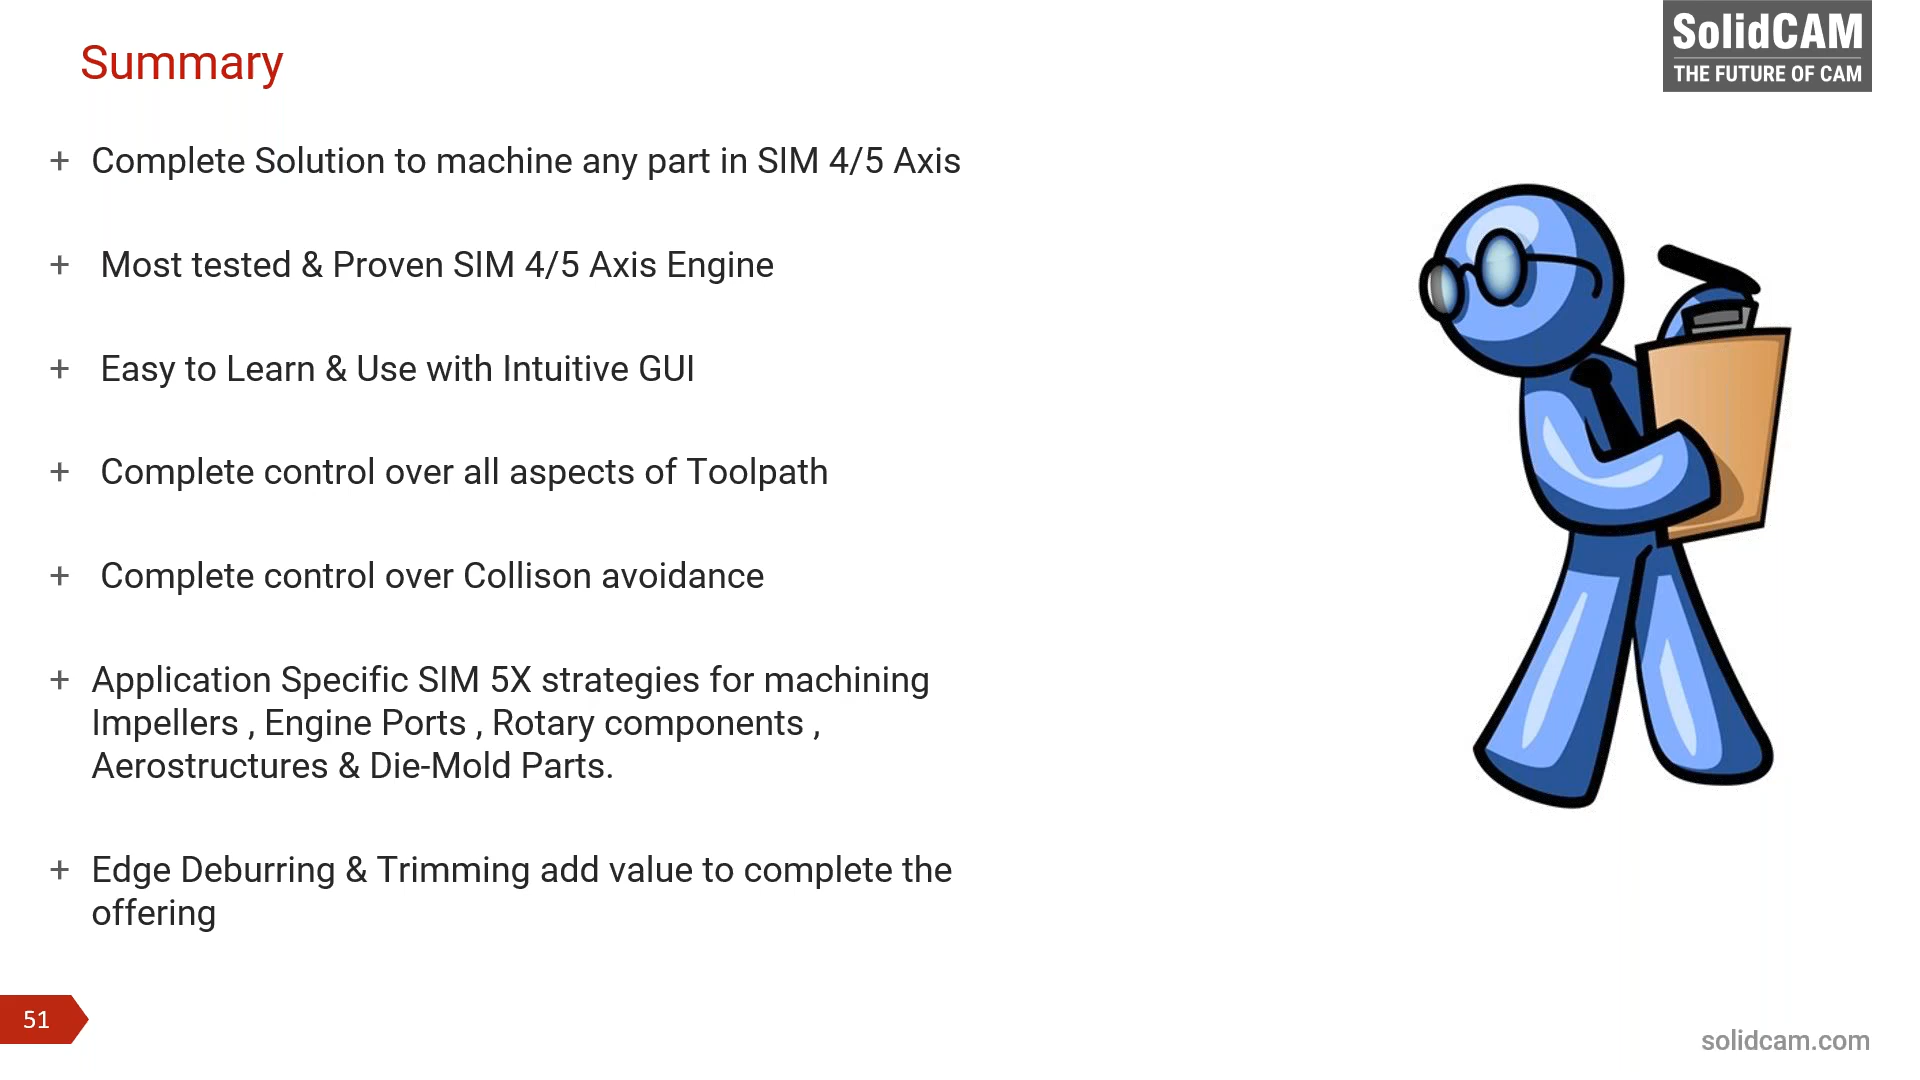 Summary
SolidCAM
THE FUTURE OF CAM
+ Complete Solution to machine any part in SIM 4/5 Axis
+ Most tested & Proven SIM 4/5 Axis Engine
+ Easy to Learn & Use with Intuitive GUI
+ Complete control over all aspects of Toolpath
+ Complete control over Collison avoidance
+ Application Specific SIM 5X strategies for machining
Impellers , Engine Ports , Rotary components ,
Aerostructures & Die-Mold Parts.
+ Edge Deburring & Trimming add value to complete the
offering
51
solidcam.com